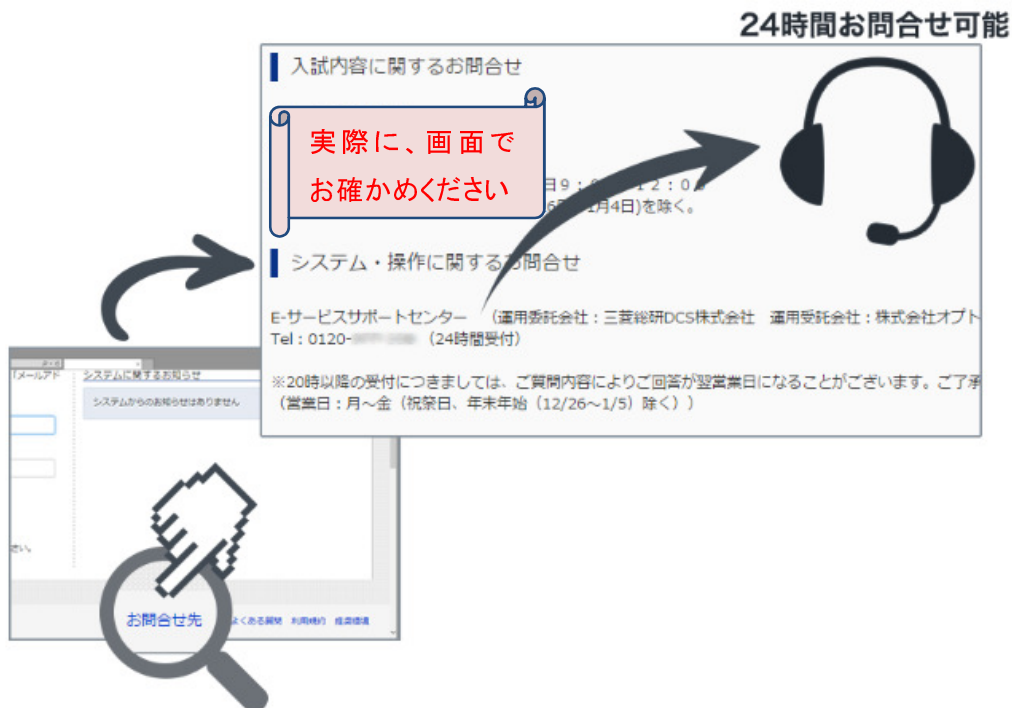 24時間お問合せ可能
入試内容に関するお問合せ
実際に、画面で
お確かめください
日9：0
12：00
1月4日)を除く。
システム・操作に関するお問合せ
E-サービスサポートセンター （運用委託会社：三菱総研DCS株式会社 運用受託会社：株式会社オプト
Tel：0120- （24時間受付）
※20時以降の受付につきましては、ご質問内容によりご回答が翌営業日になることがございます。ご了承
（営業日：月～金（祝祭日、年末年始（12/26～1/5）除く））
「メールアド
システムに関するお知らせ
システムからのお知らせはありません
さい。
お問合せ先
よくある質問 利用規約 推奨環境